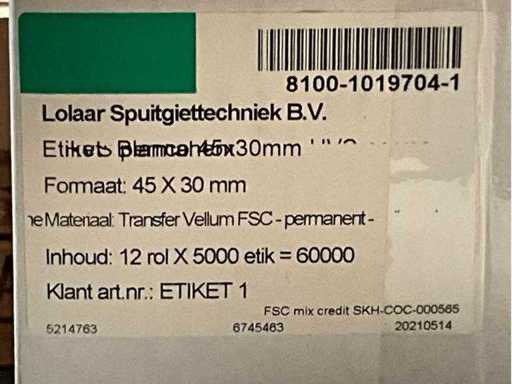 8100-1019704-1
Lolaar Spuitgiettechniek B.V.
45x30mm
Formaat: 45 X 30 mm
Materiaal: Transfer Vellum FSC - permanent -
Inhoud: 12 rol X 5000 etik = 60000
Klant art.nr.: ETIKET 1
FSC mix credit SKH-COC-000565
5214763 6745463 20210514